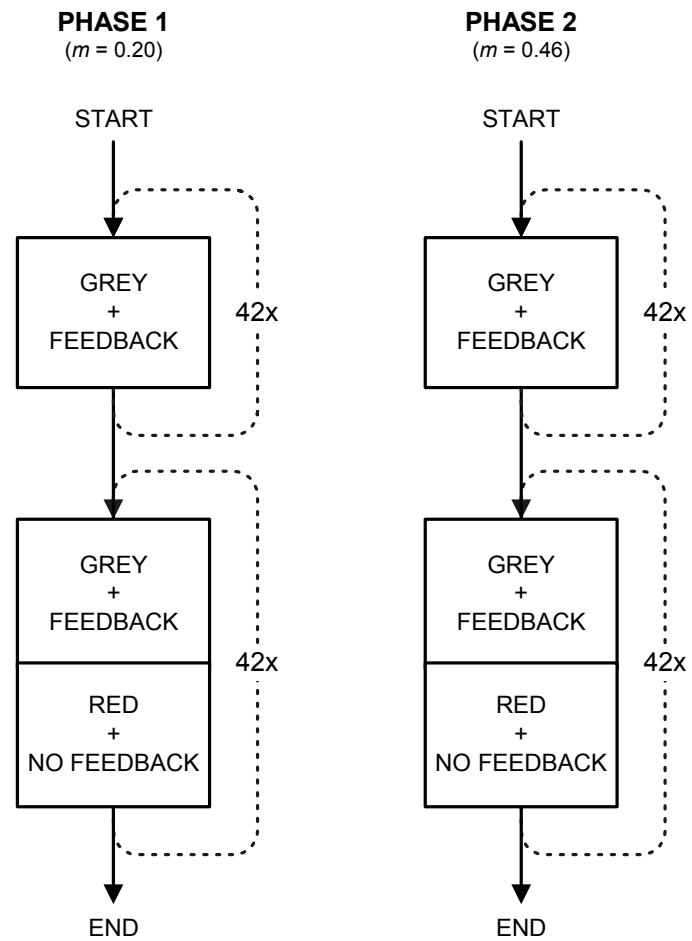 PHASE 1
(m = 0.20)
START
GREY
+
FEEDBACK
42x
GREY
+
FEEDBACK
42x
RED
+
NO FEEDBACK
END
PHASE 2
(m = 0.46)
START
GREY
+
FEEDBACK
42x
GREY
+
FEEDBACK
42x
RED
+
NO FEEDBACK
END